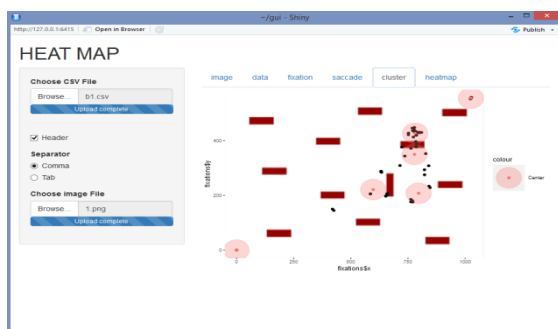 ~/gui - Shiny
http://127.0.0.1:6415 Open in Browser Publish
HEAT MAP
Choose CSV File
Browse... b1.csv
Upload complete
Header
Separator
Comma
Tab
Choose image File
Browse... 1.png
Upload complete
image data fixation saccade cluster heatmap
fixations$y
400
200
0
0 250 500 750 1000
fixations$x
colour
Center